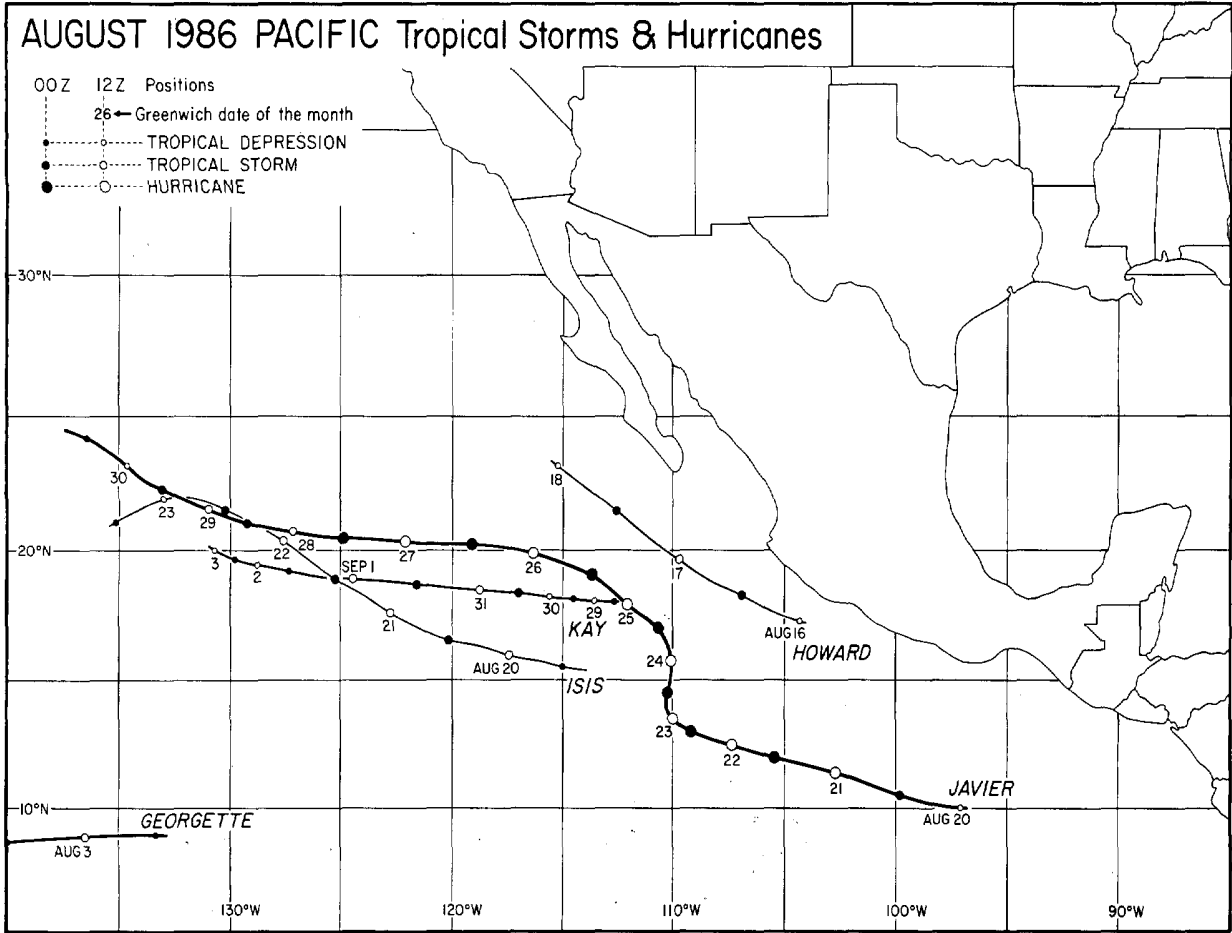 AUGUST 1986 PACIFIC Tropical Storms & Hurricanes
00Z 12Z Positions
26 Greenwich date of the month
TROPICAL DEPRESSION
TROPICAL STORM
HURRICANE
30°N
18
30
23
29
28
27
26
22
20°N
3
2
SEP 1
31
30
29
25
17
KAY
AUG 16
HOWARD
21
24
AUG 20
ISIS
23
22
21
JAVIER
10°N
AUG 20
GEORGETTE
AUG 3
130°W
120°W
110°W
100°W
90°W